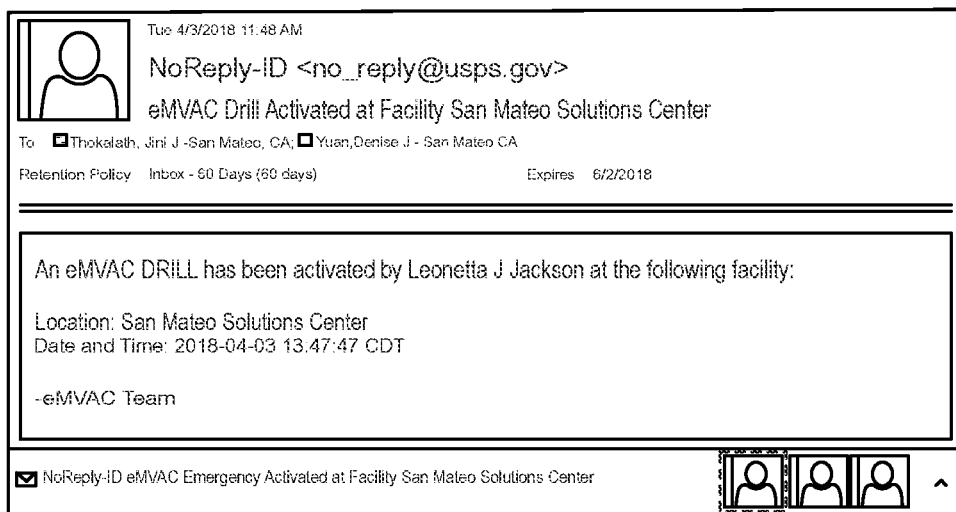 Tue 4/3/2018 11:48 AM
NoReply-ID <no_reply@usps.gov>
eMVAC Drill Activated at Facility San Mateo Solutions Center
To Thokalath, Jini J -San Mateo, CA; Yuan,Denise J - San Mateo CA
Retention Policy Inbox - 60 Days (60 days) Expires 6/2/2018
An eMVAC DRILL has been activated by Leonetta J Jackson at the following facility:
Location: San Mateo Solutions Center
Date and Time: 2018-04-03 13.47:47 CDT
-eMVAC Team
NoReply-ID eMVAC Emergency Activated at Facility San Mateo Solutions Center